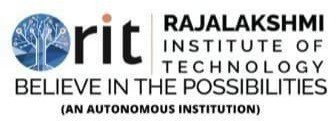 rit
RAJALAKSHMI
INSTITUTE OF
TECHNOLOGY
BELIEVE IN THE POSSIBILITIES
(AN AUTONOMOUS INSTITUTION)